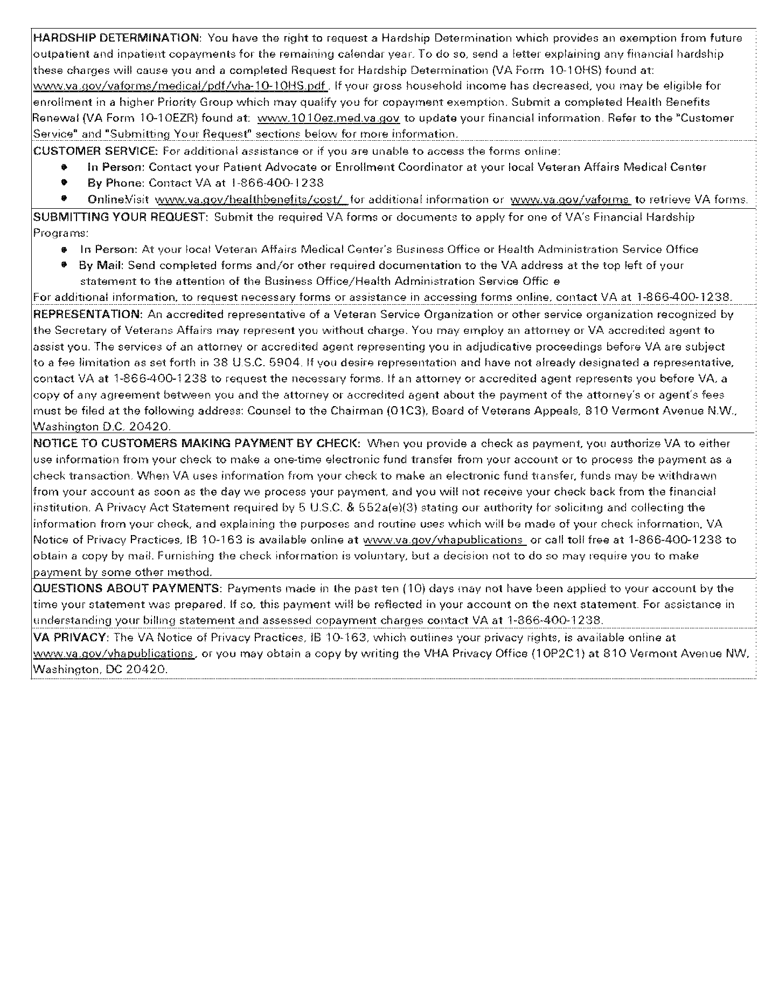 HARDSHIP DETERMINATION: You have the right to request a Hardship Determination which provides an exemption from future
outpatient and inpatient copayments for the remaining calendar year. To do so, send a letter explaining any financial hardship
these charges will cause you and a completed Request for Hardship Determination (VA Form 10-10HS) found at:
www.va.gov/vaforms/medical/pdf/vha-10-10HS.pdf . If your gross household income has decreased, you may be eligible for
enrollment in a higher Priority Group which may qualify you for copayment exemption. Submit a completed Health Benefits
Renewal (VA Form 10-10EZR) found at: www.1010ez.med.va.gov to update your financial information. Refer to the "Customer
Service" and "Submitting Your Request" sections below for more information.
CUSTOMER SERVICE: For additional assistance or if you are unable to access the forms online:
● In Person: Contact your Patient Advocate or Enrollment Coordinator at your local Veteran Affairs Medical Center
● By Phone: Contact VA at 1-866-400-1238
● Online:Visit www.va.gov/healthbenefits/cost/ for additional information or www.va.gov/vaforms to retrieve VA forms.
SUBMITTING YOUR REQUEST: Submit the required VA forms or documents to apply for one of VA's Financial Hardship
Programs:
● In Person: At your local Veteran Affairs Medical Center's Business Office or Health Administration Service Office
● By Mail: Send completed forms and/or other required documentation to the VA address at the top left of your
statement to the attention of the Business Office/Health Administration Service Offic e
For additional information, to request necessary forms or assistance in accessing forms online, contact VA at 1-866-400-1238.
REPRESENTATION: An accredited representative of a Veteran Service Organization or other service organization recognized by
the Secretary of Veterans Affairs may represent you without charge. You may employ an attorney or VA accredited agent to
assist you. The services of an attorney or accredited agent representing you in adjudicative proceedings before VA are subject
to a fee limitation as set forth in 38 U.S.C. 5904. If you desire representation and have not already designated a representative,
contact VA at 1-866-400-1238 to request the necessary forms. If an attorney or accredited agent represents you before VA, a
copy of any agreement between you and the attorney or accredited agent about the payment of the attorney's or agent's fees
must be filed at the following address: Counsel to the Chairman (01C3), Board of Veterans Appeals, 810 Vermont Avenue N.W.,
Washington D.C. 20420.
NOTICE TO CUSTOMERS MAKING PAYMENT BY CHECK: When you provide a check as payment, you authorize VA to either
use information from your check to make a one-time electronic fund transfer from your account or to process the payment as a
check transaction. When VA uses information from your check to make an electronic fund transfer, funds may be withdrawn
from your account as soon as the day we process your payment, and you will not receive your check back from the financial
institution. A Privacy Act Statement required by 5 U.S.C. & 552a(e)(3) stating our authority for soliciting and collecting the
information from your check, and explaining the purposes and routine uses which will be made of your check information, VA
Notice of Privacy Practices, IB 10-163 is available online at www.va.gov/vhapublications or call toll free at 1-866-400-1238 to
obtain a copy by mail. Furnishing the check information is voluntary, but a decision not to do so may require you to make
payment by some other method.
QUESTIONS ABOUT PAYMENTS: Payments made in the past ten (10) days may not have been applied to your account by the
time your statement was prepared. If so, this payment will be reflected in your account on the next statement. For assistance in
understanding your billing statement and assessed copayment charges contact VA at 1-866-400-1238.
VA PRIVACY: The VA Notice of Privacy Practices, IB 10-163, which outlines your privacy rights, is available online at
www.va.gov/vhapublications , or you may obtain a copy by writing the VHA Privacy Office (10P2C1) at 810 Vermont Avenue NW,
Washington, DC 20420.